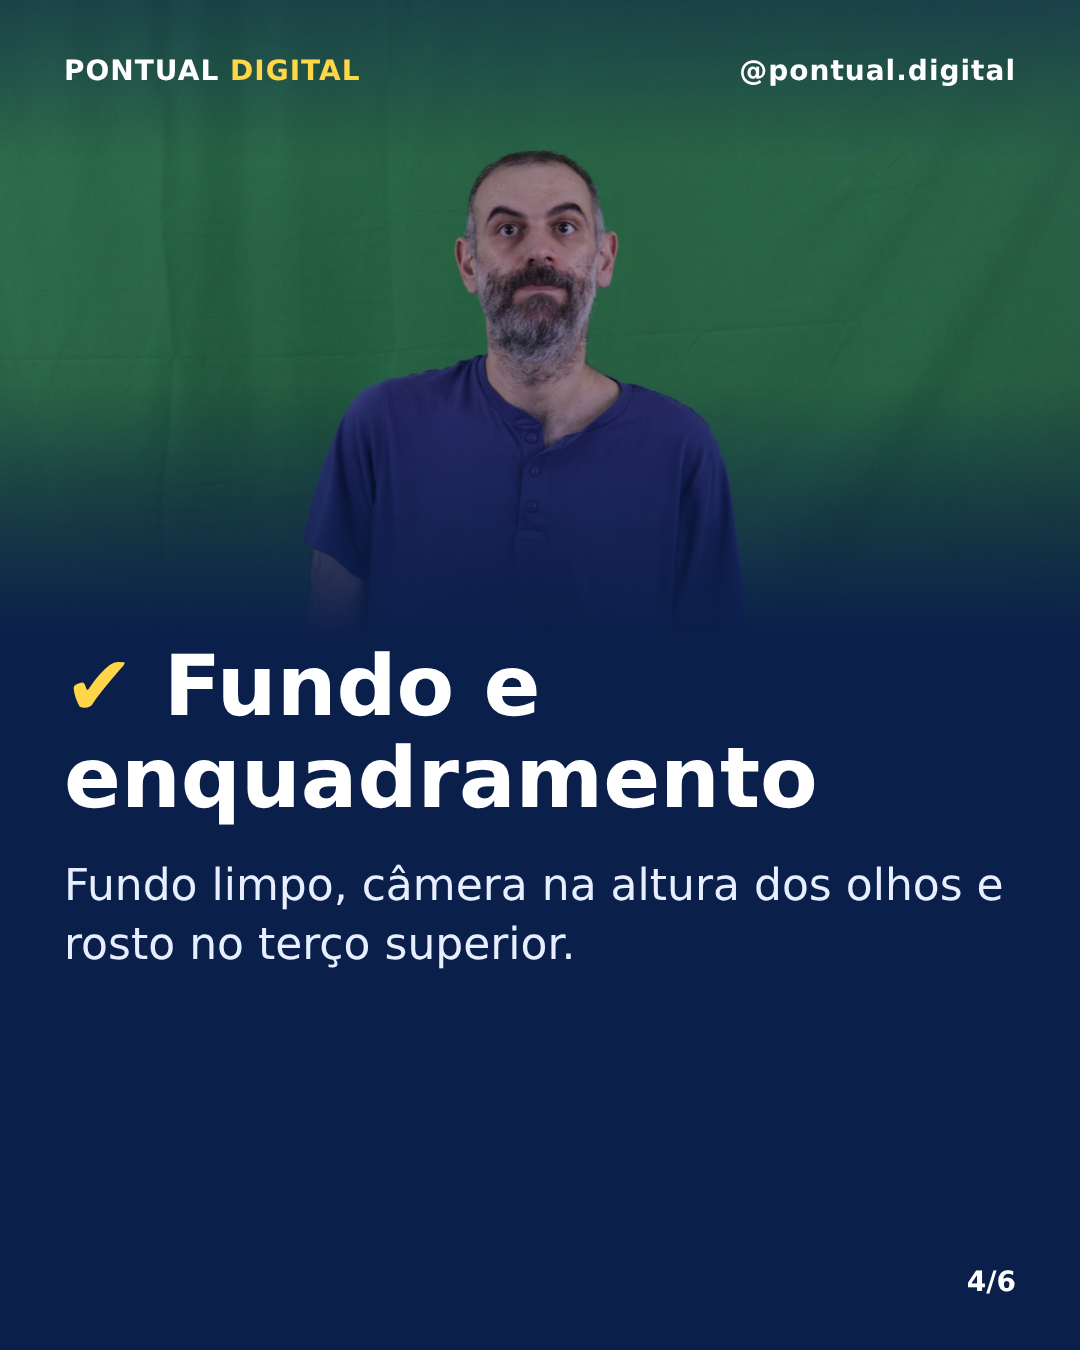 PONTUAL DIGITAL
@pontual.digital
✔ Fundo e
enquadramento
Fundo limpo, câmera na altura dos olhos e
rosto no terço superior.
4/6